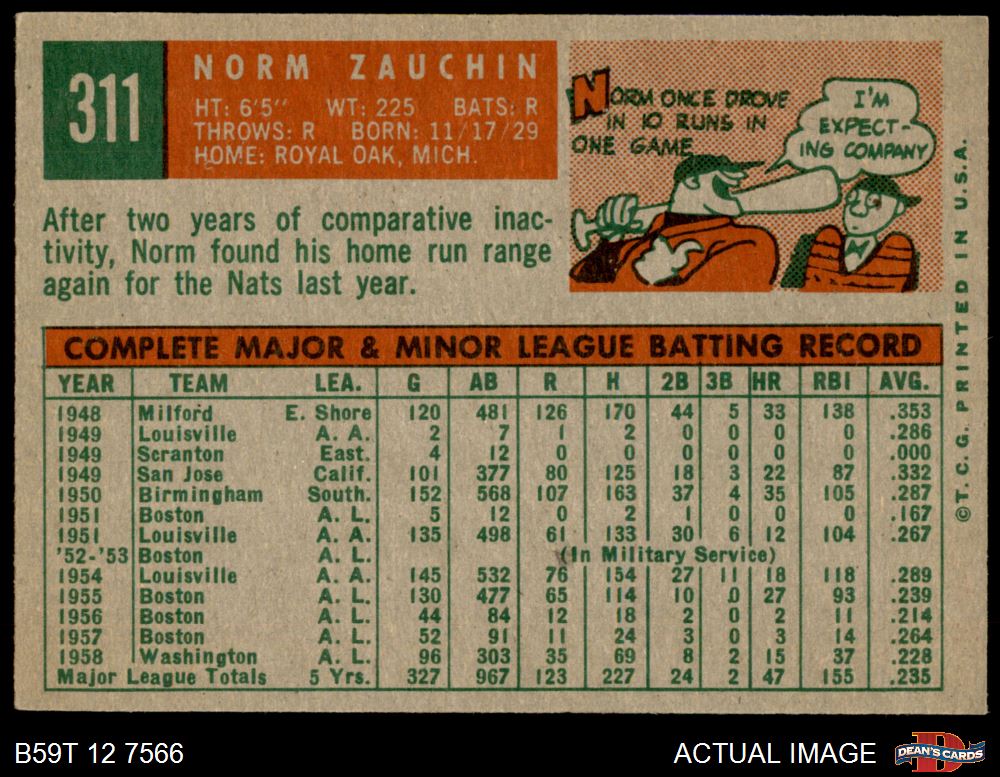 311
NORM ZAUCHIN
HT: 6'5'' WT: 225 BATS: R
THROWS: R BORN: 11/17/29
HOME: ROYAL OAK, MICH.
NORM ONCE DROVE
IN 10 RUNS IN
ONE GAME
I'M
EXPECT-
ING COMPANY
After two years of comparative inac-
tivity, Norm found his home run range
again for the Nats last year.
COMPLETE MAJOR & MINOR LEAGUE BATTING RECORD
YEAR TEAM LEA. G AB R H 2B 3B HR RBI AVG.
1948 Milford E. Shore 120 481 126 170 44 5 33 138 .353
1949 Louisville A. A. 2 7 1 2 0 0 0 0 .286
1949 Scranton East. 4 12 0 0 0 0 0 0 .000
1949 San Jose Calif. 101 377 80 125 18 3 22 87 .332
1950 Birmingham South. 152 568 107 163 37 4 35 105 .287
1951 Boston A. L. 5 12 0 2 1 0 0 0 .167
1951 Louisville A. A. 135 498 61 133 30 6 12 104 .267
'52-'53 Boston A. L. (In Military Service)
1954 Louisville A. A. 145 532 76 154 27 11 18 118 .289
1955 Boston A. L. 130 477 65 114 10 0 27 93 .239
1956 Boston A. L. 44 84 12 18 2 0 2 11 .214
1957 Boston A. L. 52 91 11 24 3 0 3 14 .264
1958 Washington A. L. 96 303 35 69 8 2 15 37 .228
Major League Totals 5 Yrs. 327 967 123 227 24 2 47 155 .235
©T.C.G. PRINTED IN U.S.A.
B59T 12 7566
ACTUAL IMAGE
D
DEAN'S CARDS